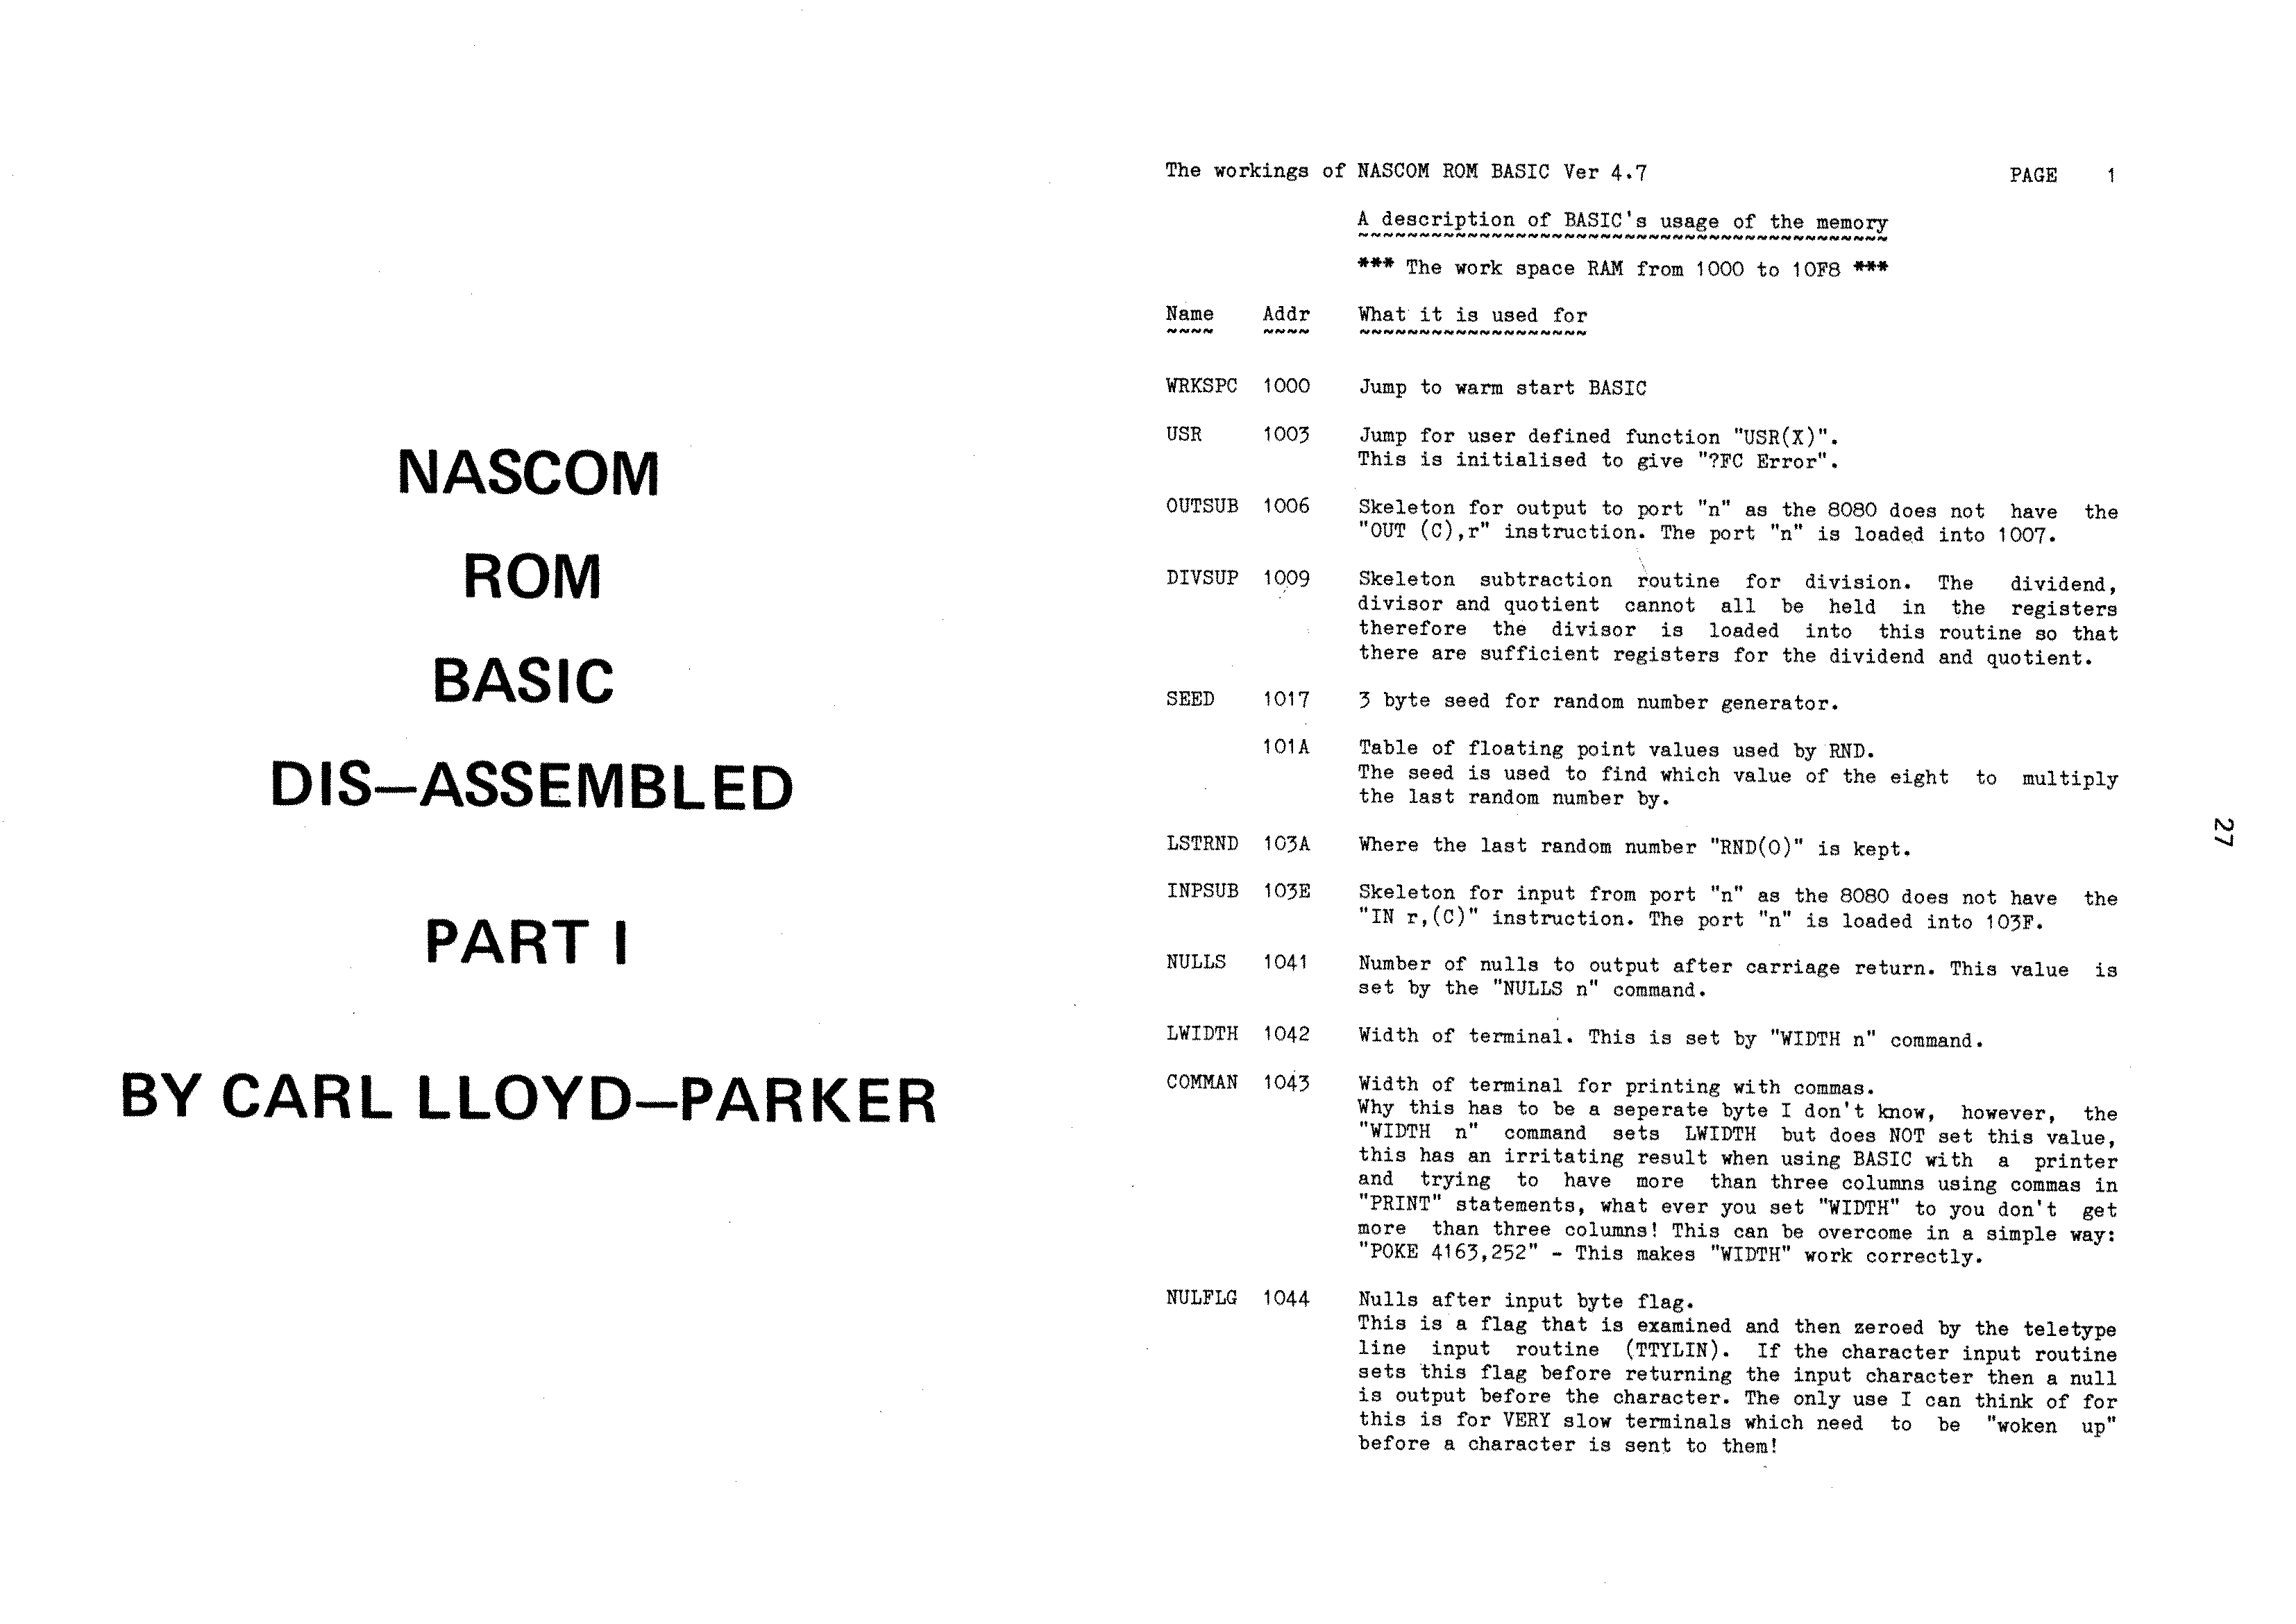 NASCOM
ROM
BASIC
DIS—ASSEMBLED
PART I
BY CARL LLOYD—PARKER
The workings of NASCOM ROM BASIC Ver 4.7 PAGE 1
A description of BASIC's usage of the memory
*** The work space RAM from 1000 to 10F8 ***
Name Addr What it is used for
WRKSPC 1000 Jump to warm start BASIC
USR 1003 Jump for user defined function "USR(X)".
This is initialised to give "?FC Error".
OUTSUB 1006 Skeleton for output to port "n" as the 8080 does not have the
"OUT (C),r" instruction. The port "n" is loaded into 1007.
DIVSUP 1009 Skeleton subtraction routine for division. The dividend,
divisor and quotient cannot all be held in the registers
therefore the divisor is loaded into this routine so that
there are sufficient registers for the dividend and quotient.
SEED 1017 3 byte seed for random number generator.
101A Table of floating point values used by RND.
The seed is used to find which value of the eight to multiply
the last random number by.
LSTRND 103A Where the last random number "RND(0)" is kept.
INPSUB 103E Skeleton for input from port "n" as the 8080 does not have the
"IN r,(C)" instruction. The port "n" is loaded into 103F.
NULLS 1041 Number of nulls to output after carriage return. This value is
set by the "NULLS n" command.
LWIDTH 1042 Width of terminal. This is set by "WIDTH n" command.
COMMAN 1043 Width of terminal for printing with commas.
Why this has to be a seperate byte I don't know, however, the
"WIDTH n" command sets LWIDTH but does NOT set this value,
this has an irritating result when using BASIC with a printer
and trying to have more than three columns using commas in
"PRINT" statements, what ever you set "WIDTH" to you don't get
more than three columns! This can be overcome in a simple way:
"POKE 4163,252" - This makes "WIDTH" work correctly.
NULFLG 1044 Nulls after input byte flag.
This is a flag that is examined and then zeroed by the teletype
line input routine (TTYLIN). If the character input routine
sets this flag before returning the input character then a null
is output before the character. The only use I can think of for
this is for VERY slow terminals which need to be "woken up"
before a character is sent to them!
27